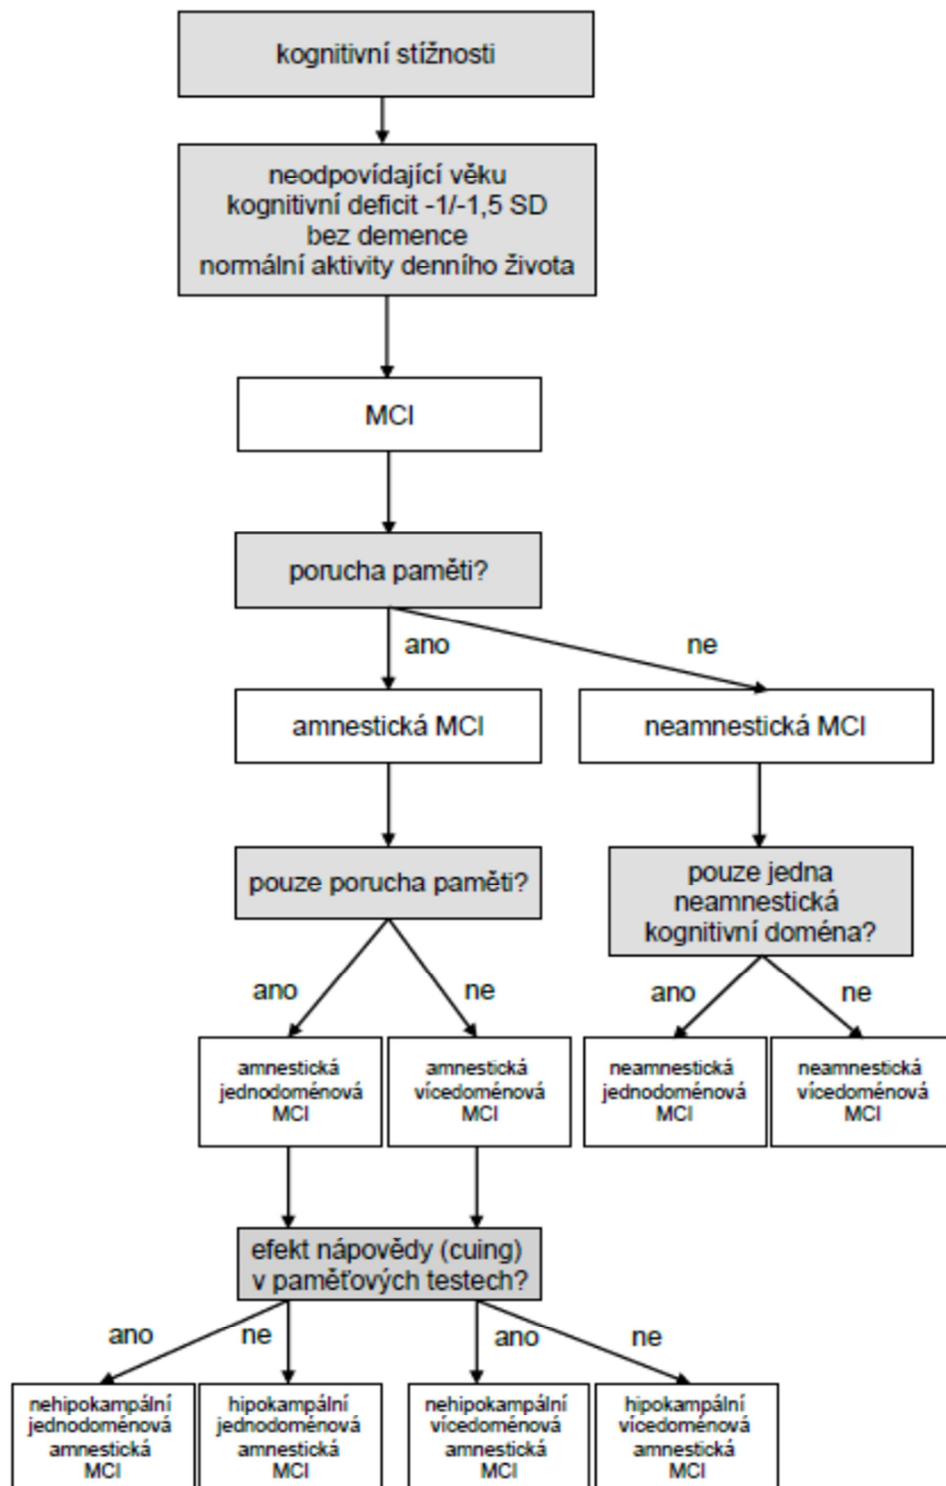 kognitivní stížnosti
neodpovídající věku
kognitivní deficit -1/-1,5 SD
bez demence
normální aktivity denního života
MCI
porucha paměti?
ano
ne
amnestická MCI
neamnestická MCI
pouze porucha paměti?
pouze jedna
neamnestická
kognitivní doména?
ano
ne
ano
ne
amnestická
jednodoménová
MCI
amnestická
vícedoménová
MCI
neamnestická
jednodoménová
MCI
neamnestická
vícedoménová
MCI
efekt nápovědy (cuing)
v paměťových testech?
ano
ne
ano
ne
nehipokampální
jednodoménová
amnestická
MCI
hipokampální
jednodoménová
amnestická
MCI
nehipokampální
vícedoménová
amnestická
MCI
hipokampální
vícedoménová
amnestická
MCI